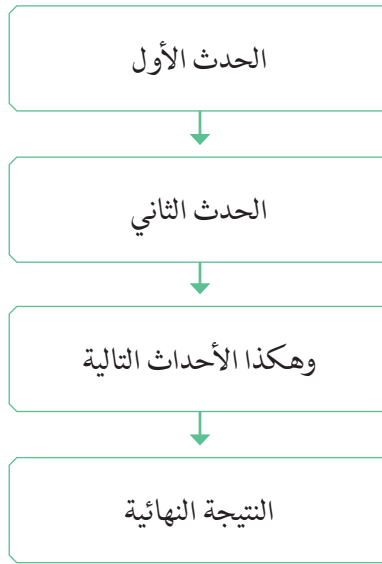 الحدث الأول
الحدث الثاني
وهكذا الأحداث التالية
النتيجة النهائية